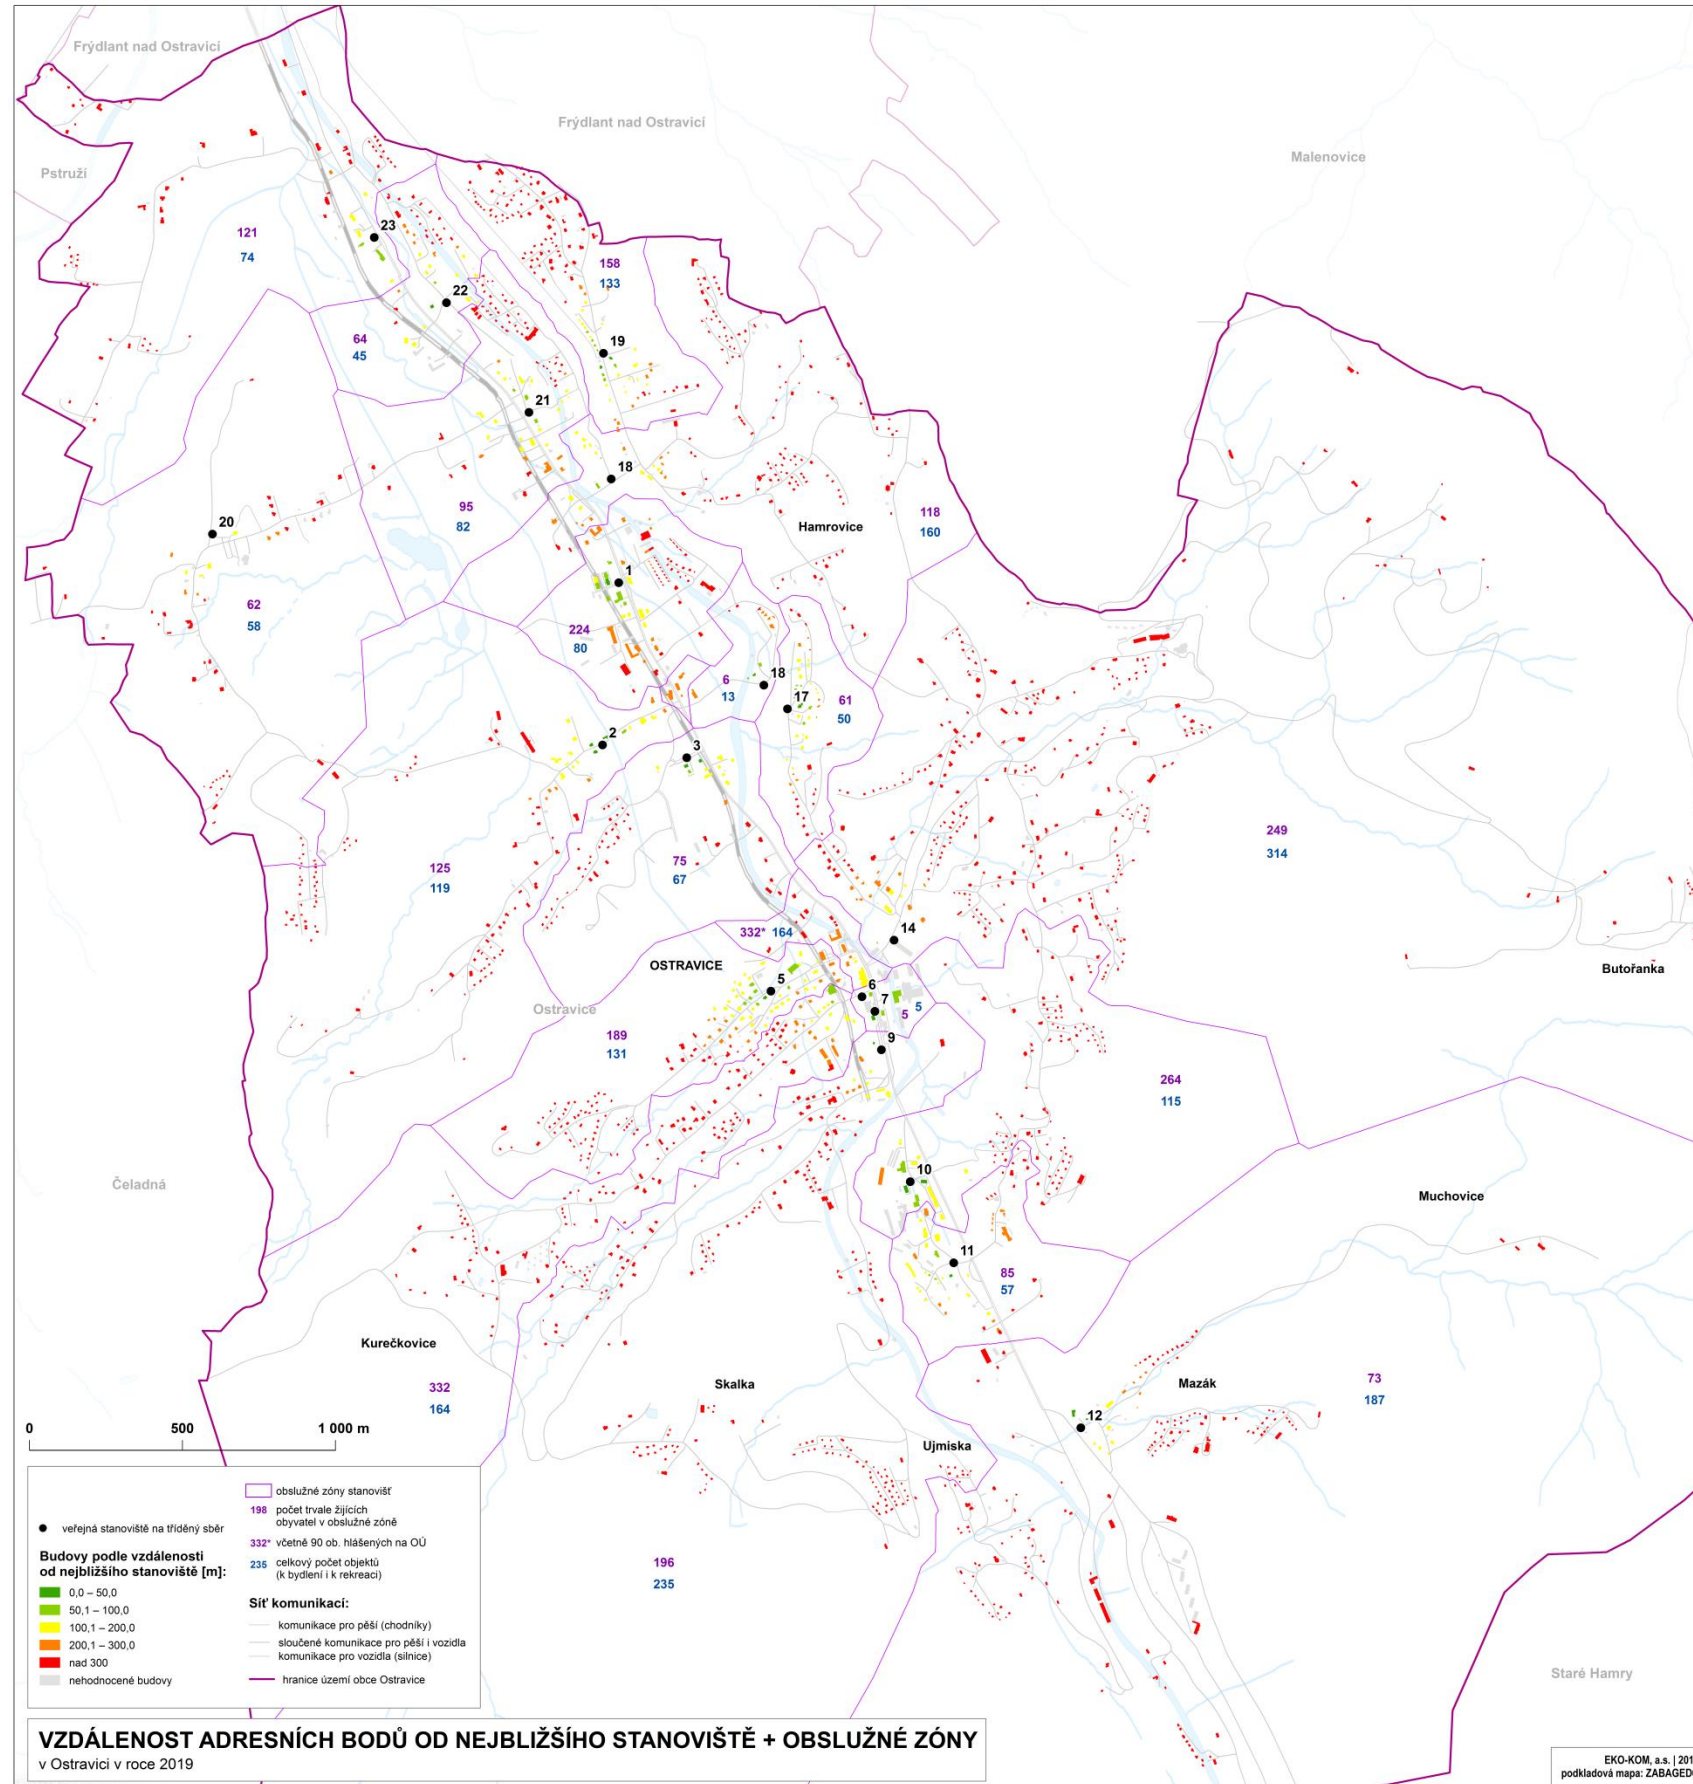 Frýdlant nad Ostravicí
Frýdlant nad Ostravicí
Malenovice
Pstruží
121
74
23
158
133
22
64
45
19
21
18
95
82
20
Hamrovice
118
160
1
62
58
224
80
6
13
18
17
61
50
2
3
249
314
125
119
75
67
332* 164
14
OSTRAVICE
Butořanka
5
6
7
5
5
Ostravice
189
131
9
264
115
Čeladná
10
Muchovice
11
85
57
Kurečkovice
332
164
Skalka
73
187
Mazák
12
Ujmiska
196
235
Staré Hamry
0 500 1 000 m
veřejná stanoviště na tříděný sběr
Budovy podle vzdálenosti
od nejbližšího stanoviště [m]:
0,0 – 50,0
50,1 – 100,0
100,1 – 200,0
200,1 – 300,0
nad 300
nehodnocené budovy
obslužné zóny stanovišť
198 počet trvale žijících
obyvatel v obslužné zóně
332* včetně 90 ob. hlášených na OÚ
235 celkový počet objektů
(k bydlení i k rekreaci)
Síť komunikací:
komunikace pro pěší (chodníky)
sloučené komunikace pro pěší i vozidla
komunikace pro vozidla (silnice)
hranice území obce Ostravice
VZDÁLENOST ADRESNÍCH BODŮ OD NEJBLIŽŠÍHO STANOVIŠTĚ + OBSLUŽNÉ ZÓNY
v Ostravici v roce 2019
EKO-KOM, a.s. | 201
podkladová mapa: ZABAGED